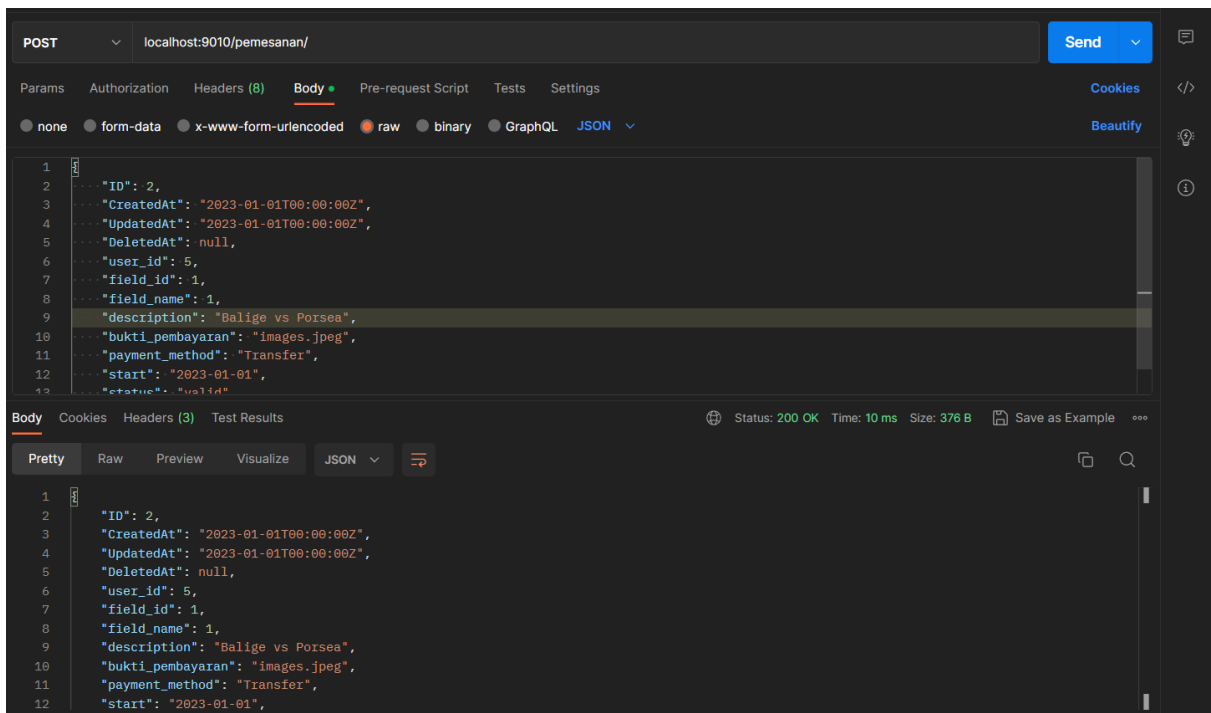 POST localhost:9010/pemesanan/ Send
Params Authorization Headers (8) Body Pre-request Script Tests Settings Cookies
none form-data x-www-form-urlencoded raw binary GraphQL JSON Beautify
1 {
2 "ID": 2,
3 "CreatedAt": "2023-01-01T00:00:00Z",
4 "UpdatedAt": "2023-01-01T00:00:00Z",
5 "DeletedAt": null,
6 "user_id": 5,
7 "field_id": 1,
8 "field_name": 1,
9 "description": "Balige vs Porsea",
10 "bukti_pembayaran": "images.jpeg",
11 "payment_method": "Transfer",
12 "start": "2023-01-01",
13 "status": "valid"
Body Cookies Headers (3) Test Results Status: 200 OK Time: 10 ms Size: 376 B Save as Example
Pretty Raw Preview Visualize JSON
1 {
2 "ID": 2,
3 "CreatedAt": "2023-01-01T00:00:00Z",
4 "UpdatedAt": "2023-01-01T00:00:00Z",
5 "DeletedAt": null,
6 "user_id": 5,
7 "field_id": 1,
8 "field_name": 1,
9 "description": "Balige vs Porsea",
10 "bukti_pembayaran": "images.jpeg",
11 "payment_method": "Transfer",
12 "start": "2023-01-01",